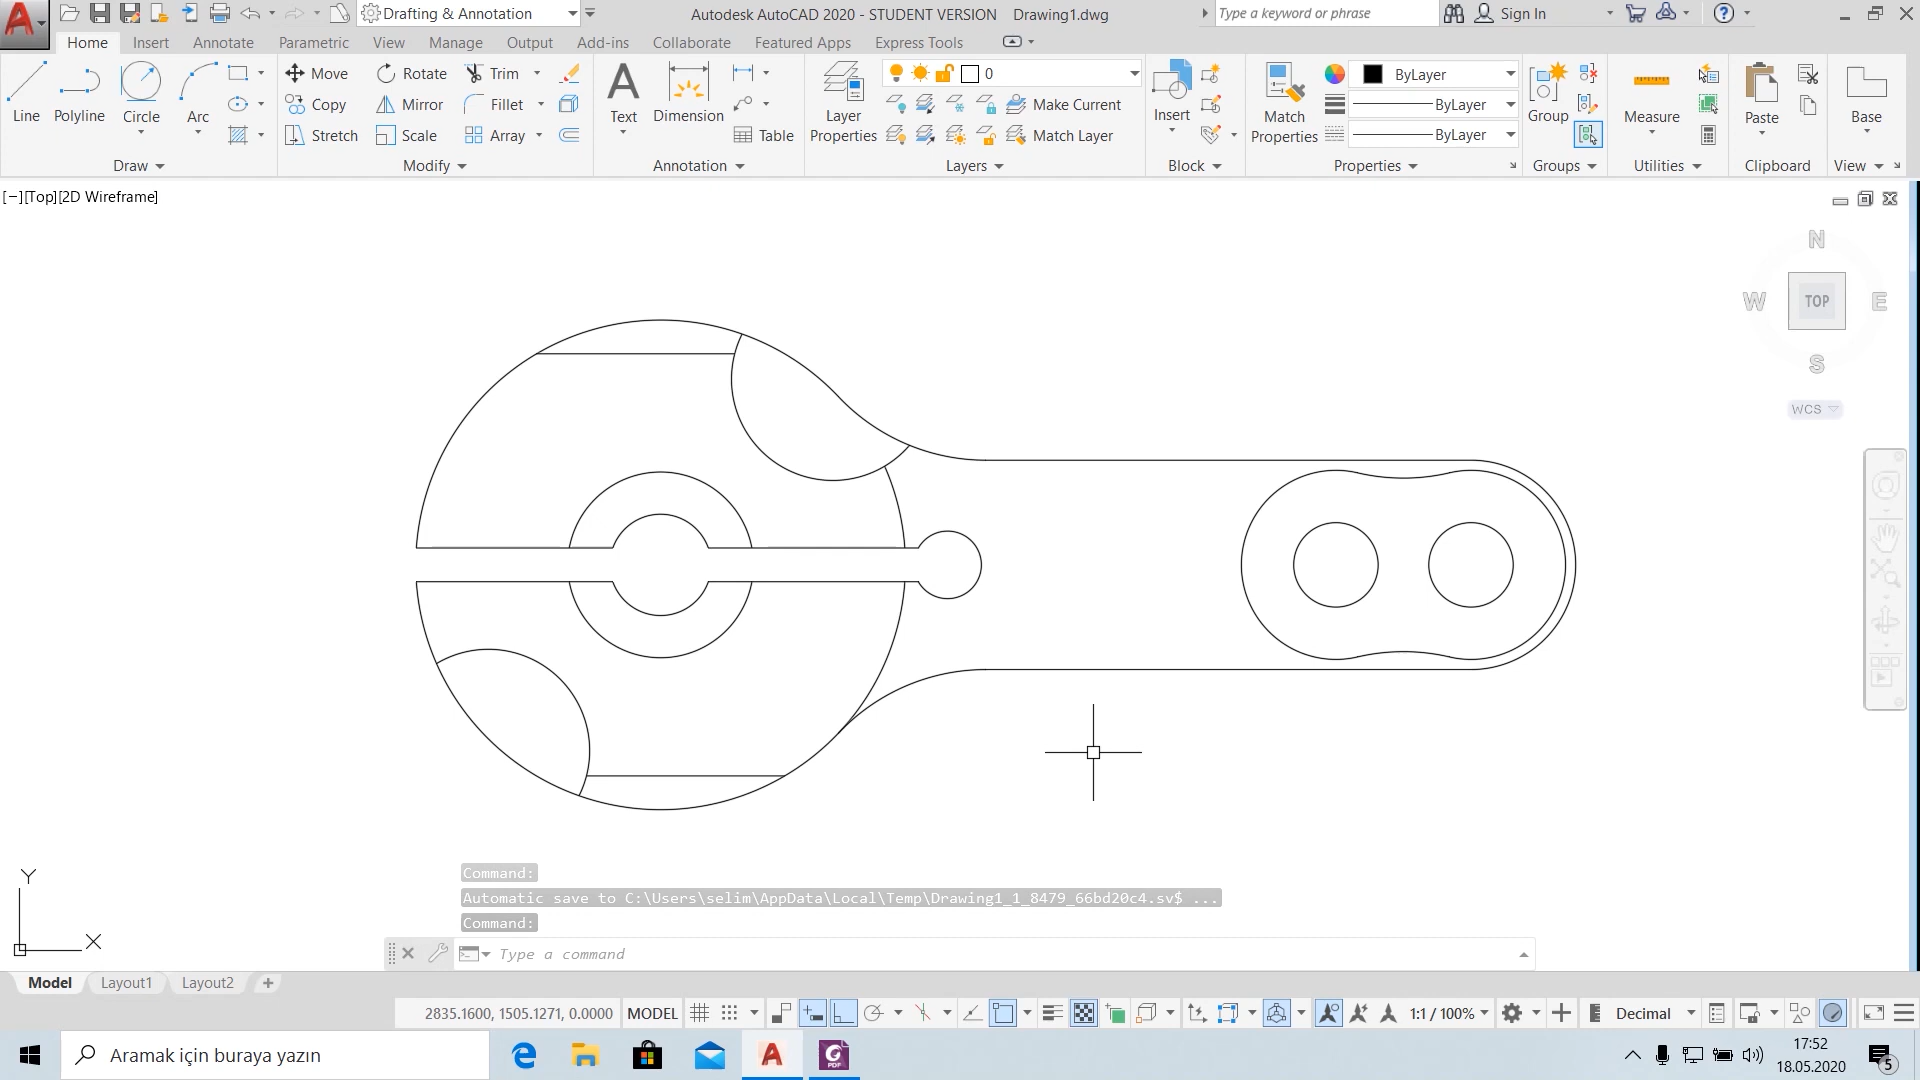 Drafting & Annotation
Autodesk AutoCAD 2020 - STUDENT VERSION Drawing1.dwg
Type a keyword or phrase
Sign In
Home Insert Annotate Parametric View Manage Output Add-ins Collaborate Featured Apps Express Tools
Line Polyline Circle Arc
Move Rotate Trim
Copy Mirror Fillet
Stretch Scale Array
Text Dimension Table
Layer Properties
0
Make Current
Match Layer
Insert
Match Properties
ByLayer
ByLayer
ByLayer
Group Measure Paste Base
Draw Modify Annotation Layers Block Properties Groups Utilities Clipboard View
[−][Top][2D Wireframe]
N
W TOP E
S
WCS
Y
X
Command:
Automatic save to C:\Users\selim\AppData\Local\Temp\Drawing1_1_8479_66bd20c4.sv$ ...
Command:
Type a command
Model Layout1 Layout2 +
2835.1600, 1505.1271, 0.0000 MODEL 1:1 / 100% Decimal
Aramak için buraya yazın
PDF
17:52
18.05.2020
5